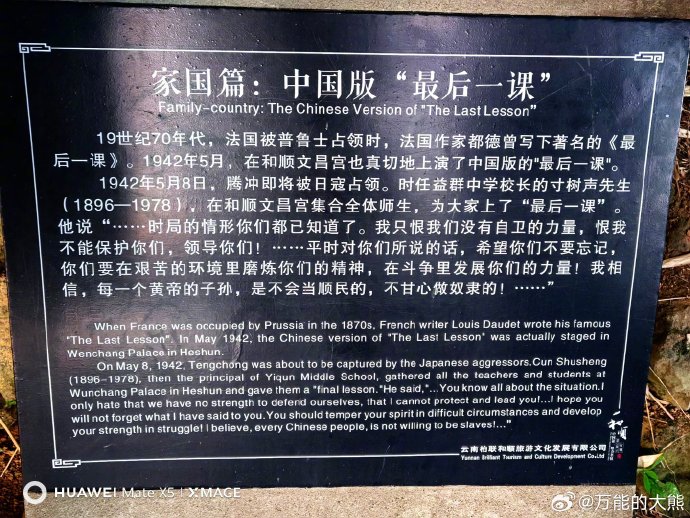 家国篇：中国版“最后一课”
Family-country: The Chinese Version of "The Last Lesson"
19世纪70年代，法国被普鲁士占领时，法国作家都德曾写下著名的《最
后一课》。1942年5月，在和顺文昌宫也真切地上演了中国版的"最后一课"。
1942年5月8日，腾冲即将被日寇占领。时任益群中学校长的寸树声先生
（1896—1978），在和顺文昌宫集合全体师生，为大家上了“最后一课”。
他说“……时局的情形你们都已知道了。我只恨我们没有自卫的力量，恨我
不能保护你们，领导你们！……平时对你们所说的话，希望你们不要忘记，
你们要在艰苦的环境里磨炼你们的精神，在斗争里发展你们的力量！我相
信，每一个黄帝的子孙，是不会当顺民的，不甘心做奴隶的！……”
When France was occupied by Prussia in the 1870s, French writer Louis Daudet wrote his famous
"The Last Lesson". In May 1942, the Chinese version of "The Last Lesson" was actually staged in
Wenchang Palace in Heshun.
On May 8, 1942, Tengchong was about to be captured by the Japanese aggressors.Cun Shusheng
(1896-1978), then the principal of Yiqun Middle School, gathered all the teachers and students at
Wunchang Palace in Heshun and gave them a "final lesson."He said,"...You know all about the situation.I
only hate that we have no strength to defend ourselves, that I cannot protect and lead you!...I hope you
will not forget what I have said to you.You should temper your spirit in difficult circumstances and develop
your strength in struggle! I believe, every Chinese people, is not willing to be slaves!..."
云南柏联和顺旅游文化发展有限公司
Yunnan Brilliant Tourism and Culture Development Co.Ltd
和顺
HUAWEI Mate X5 | XMAGE
@万能的大熊